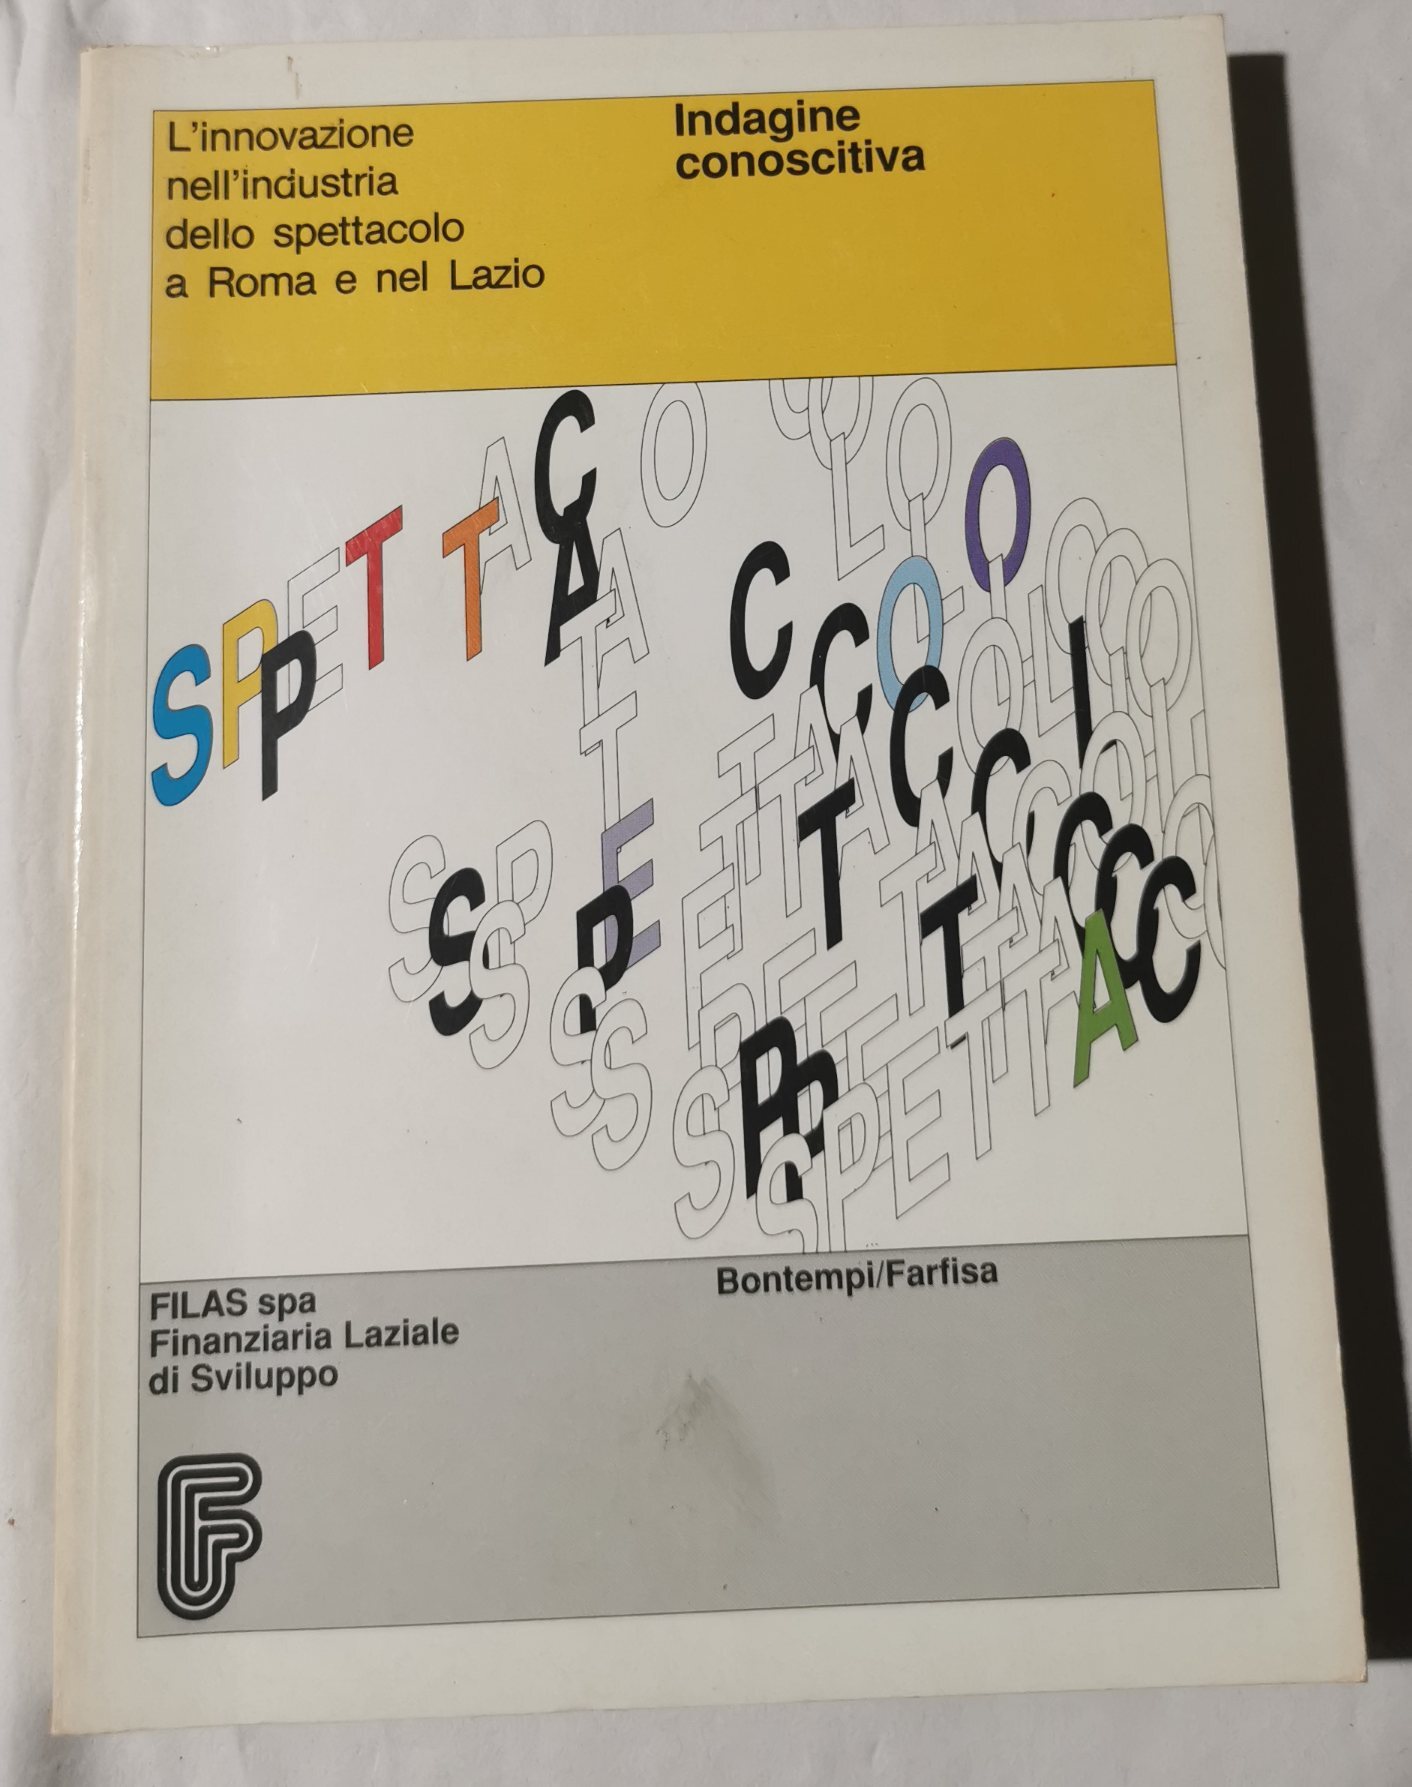 L'innovazione
nell'industria
dello spettacolo
a Roma e nel Lazio
Indagine
conoscitiva
SPETTACOLO
FILAS spa
Finanziaria Laziale
di Sviluppo
Bontempi/Farfisa